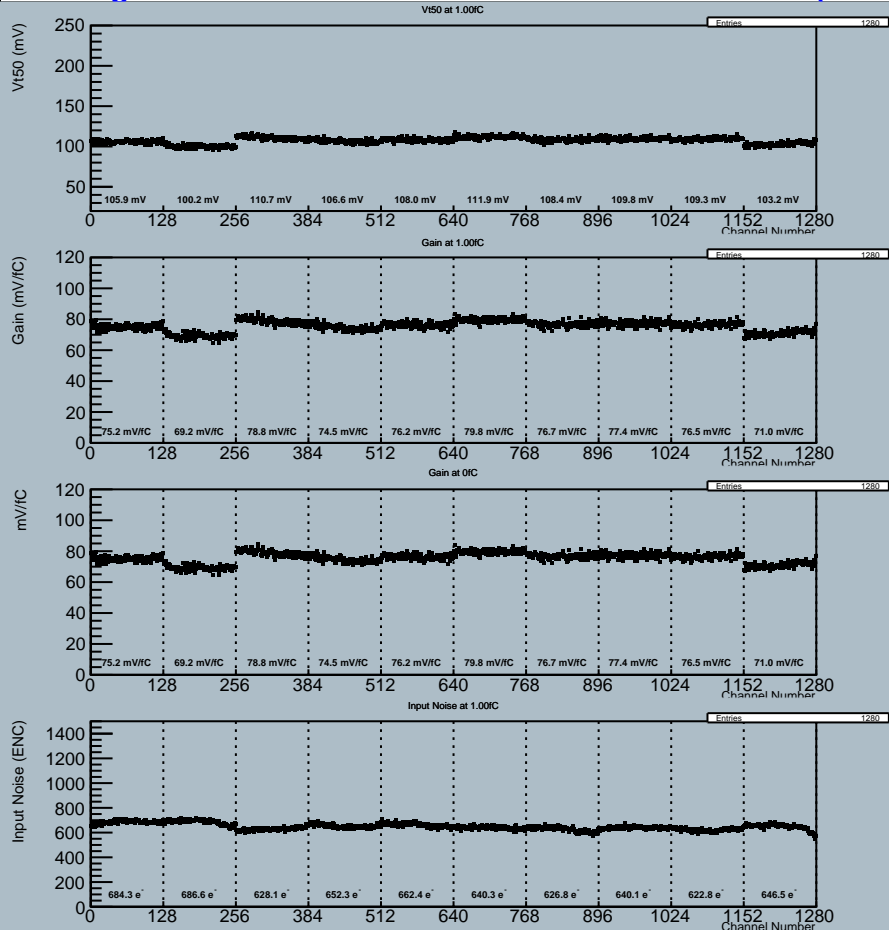 Vt50 at 1.00fC
Entries 1280
Vt50 (mV)
250
200
150
100
50
105.9 mV 100.2 mV 110.7 mV 106.6 mV 108.0 mV 111.9 mV 108.4 mV 109.8 mV 109.3 mV 103.2 mV
0 128 256 384 512 640 768 896 1024 1152 1280
Channel Number
Gain at 1.00fC
Entries 1280
Gain (mV/fC)
120
100
80
60
40
20
0
75.2 mV/fC 69.2 mV/fC 78.8 mV/fC 74.5 mV/fC 76.2 mV/fC 79.8 mV/fC 76.7 mV/fC 77.4 mV/fC 76.5 mV/fC 71.0 mV/fC
0 128 256 384 512 640 768 896 1024 1152 1280
Channel Number
Gain at 0fC
Entries 1280
mV/fC
120
100
80
60
40
20
0
75.2 mV/fC 69.2 mV/fC 78.8 mV/fC 74.5 mV/fC 76.2 mV/fC 79.8 mV/fC 76.7 mV/fC 77.4 mV/fC 76.5 mV/fC 71.0 mV/fC
0 128 256 384 512 640 768 896 1024 1152 1280
Channel Number
Input Noise at 1.00fC
Entries 1280
Input Noise (ENC)
1400
1200
1000
800
600
400
200
0
684.3 e⁻ 686.6 e⁻ 628.1 e⁻ 652.3 e⁻ 662.4 e⁻ 640.3 e⁻ 626.8 e⁻ 640.1 e⁻ 622.8 e⁻ 646.5 e⁻
0 128 256 384 512 640 768 896 1024 1152 1280
Channel Number